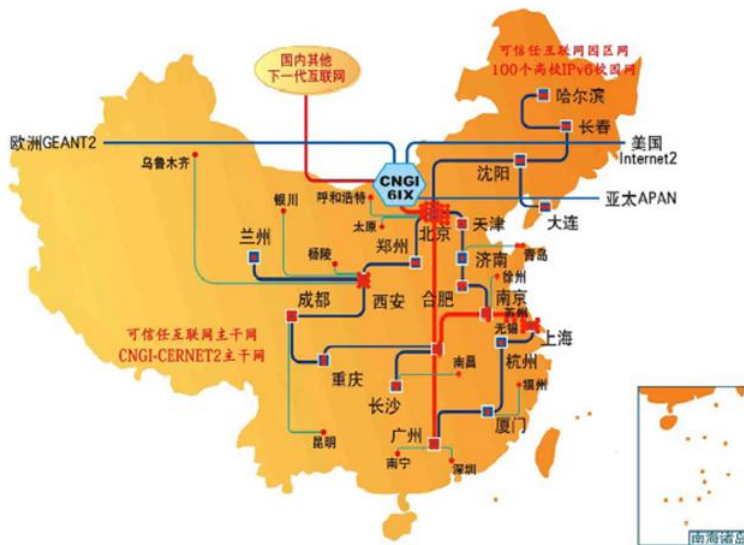 国内其他
下一代互联网
可信任互联网园区网
100个高校IPv6校园网
哈尔滨
长春
欧洲GEANT2
美国
Internet2
乌鲁木齐
沈阳
CNGI
6IX
亚太APAN
呼和浩特
银川
大连
太原
北京
天津
兰州
郑州
杨陵
济南
青岛
徐州
成都
西安
合肥
南京
苏州
无锡
上海
可信任互联网主干网
CNGI-CERNET2主干网
杭州
重庆
南昌
长沙
福州
厦门
广州
昆明
南宁
深圳
南海诸岛